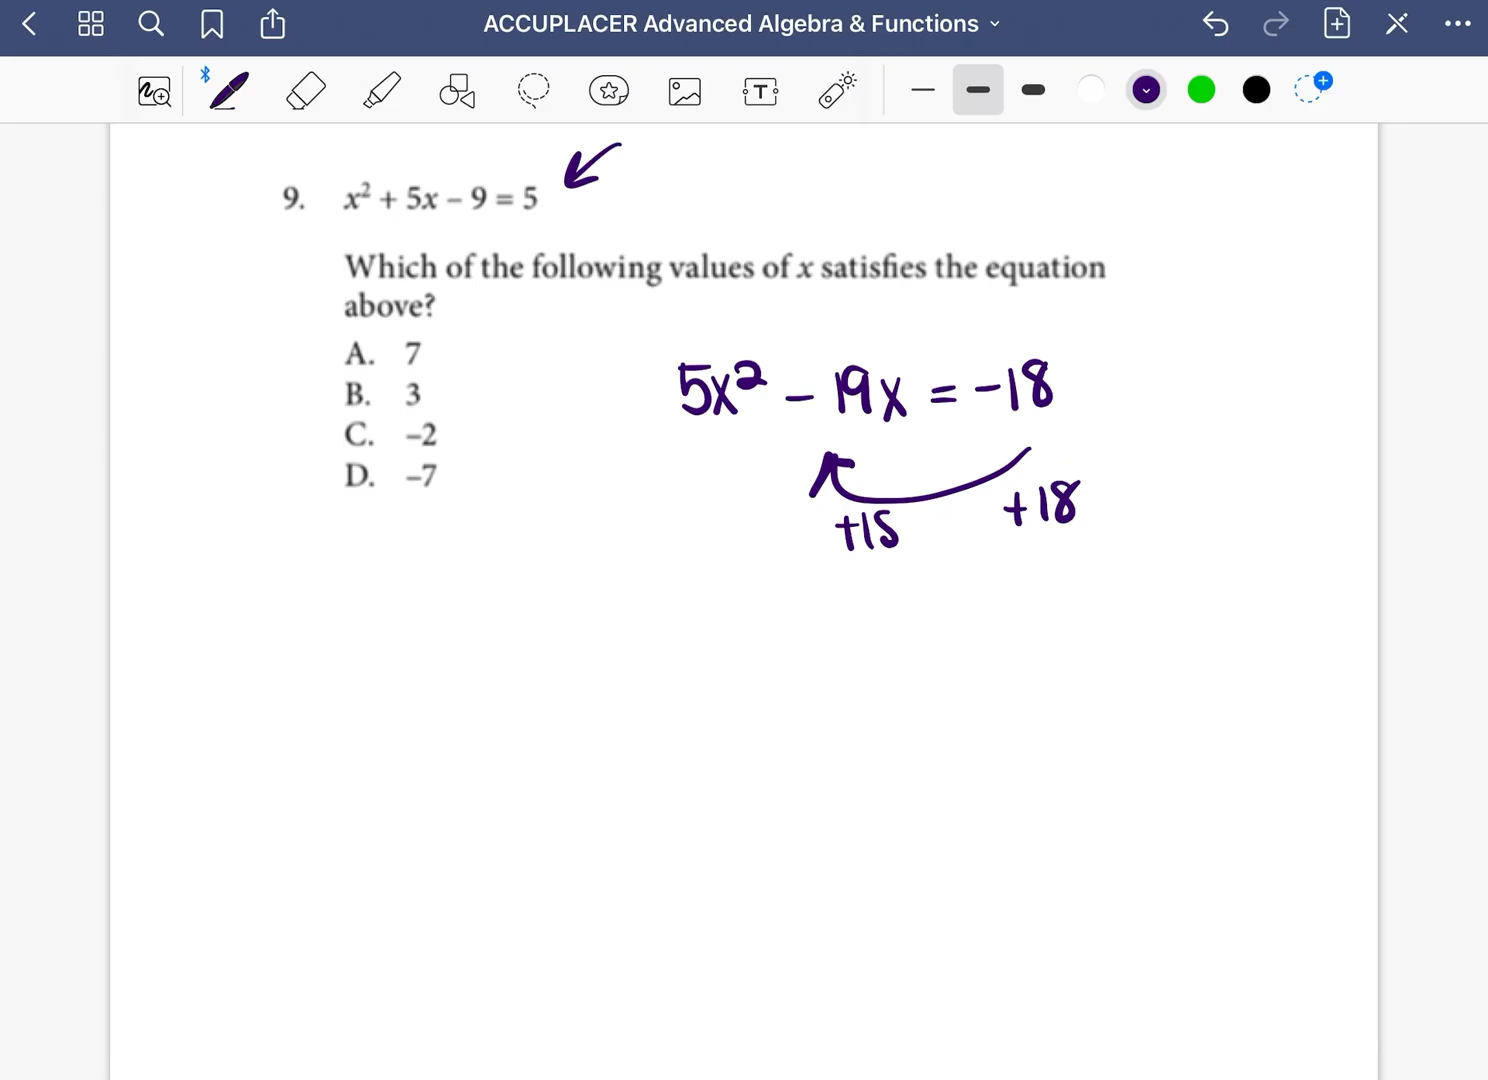 ACCUPLACER Advanced Algebra & Functions
T
9. x² + 5x – 9 = 5
Which of the following values of x satisfies the equation
above?
A. 7
B. 3
C. –2
D. –7
5x² - 19x = -18
+18
+18